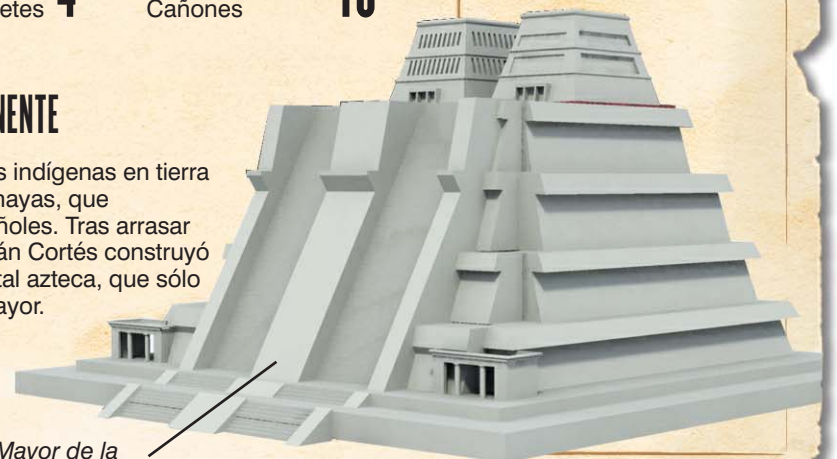 etes 4 Cañones
NENTE
s indígenas en tierra
mayas, que
ñoles. Tras arrasar
án Cortés construyó
tal azteca, que sólo
ayor.
Mayor de la